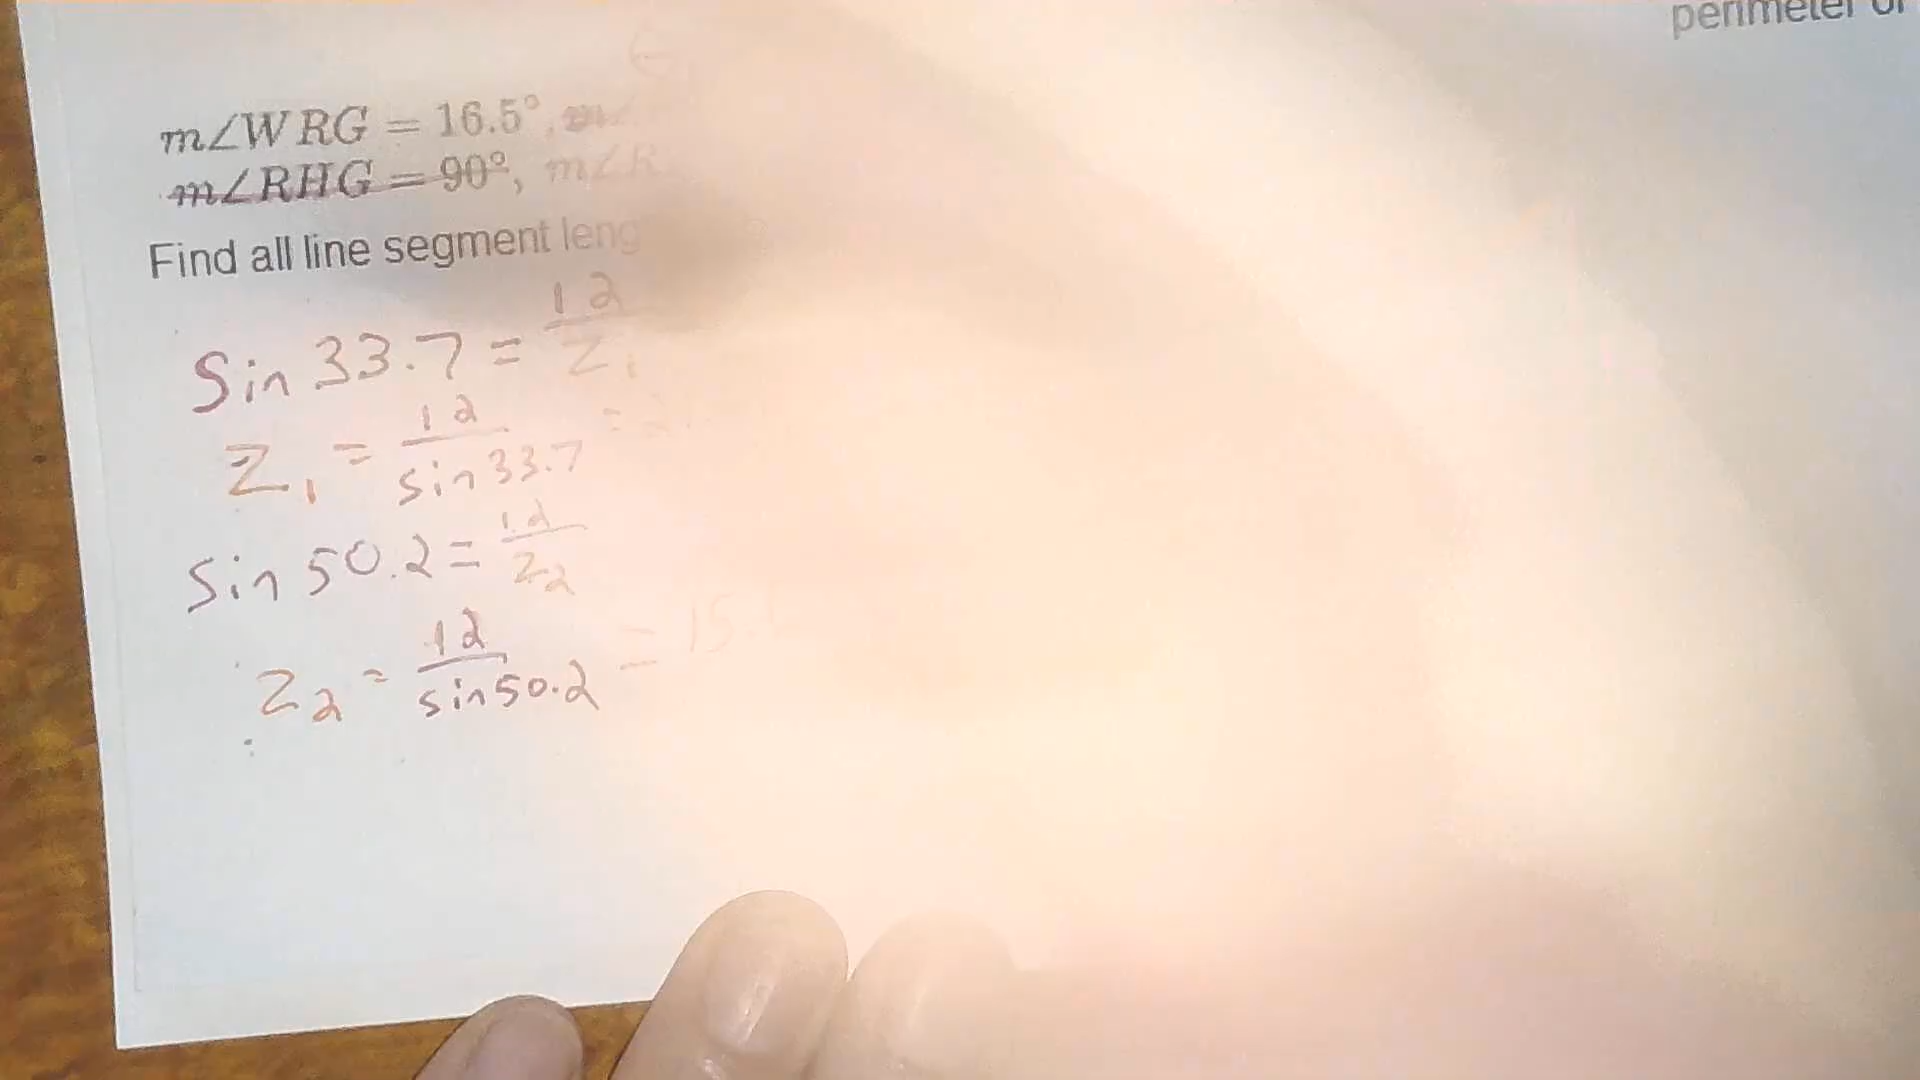 perimeter
m∠WRG = 16.5°,
m∠RHG = 90°, m∠R
Find all line segment leng
Sin 33.7 = 12/Z₁
Z₁ = 12/sin 33.7
Sin 50.2 = 12/Z₂
Z₂ = 12/sin 50.2 = 15.